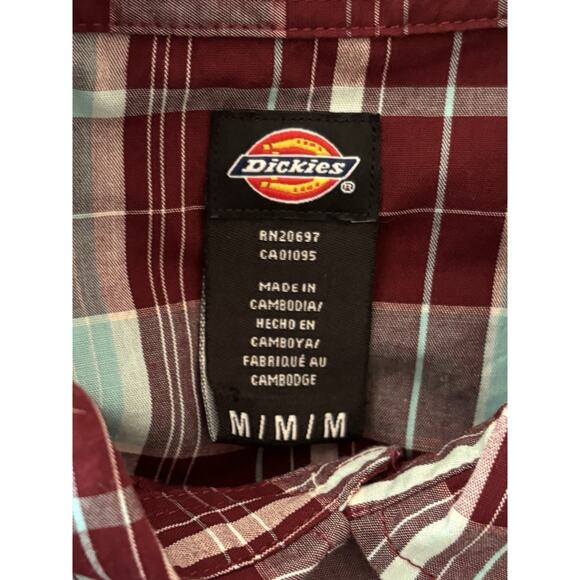 Dickies
®
RN20697
CA01095
MADE IN
CAMBODIA/
HECHO EN
CAMBOYA/
FABRIQUÉ AU
CAMBODGE
M/M/M